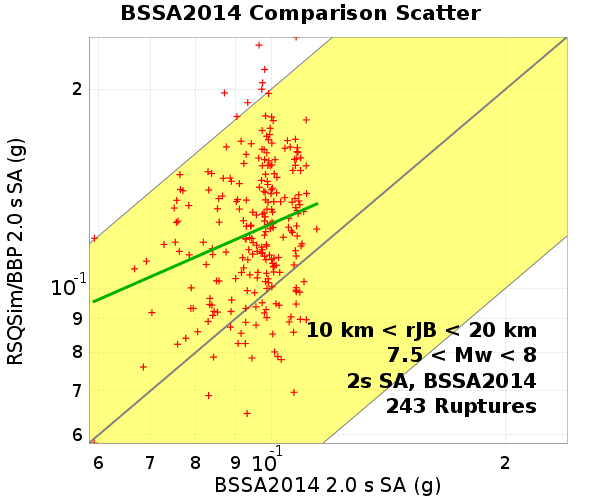 BSSA2014 Comparison Scatter
RSQSim/BBP 2.0 s SA (g)
2
10-1
9
8
7
6
10 km < rJB < 20 km
7.5 < Mw < 8
2s SA, BSSA2014
243 Ruptures
6 7 8 9 10-1 2
BSSA2014 2.0 s SA (g)